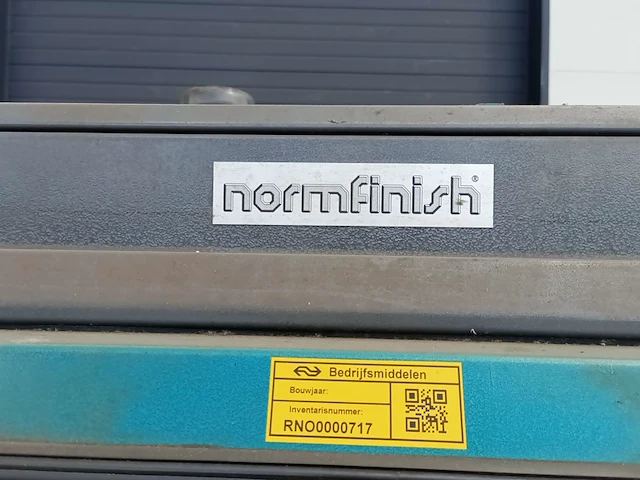 normfinish®
Bedrijfsmiddelen
Bouwjaar:
Inventarisnummer:
RNO0000717